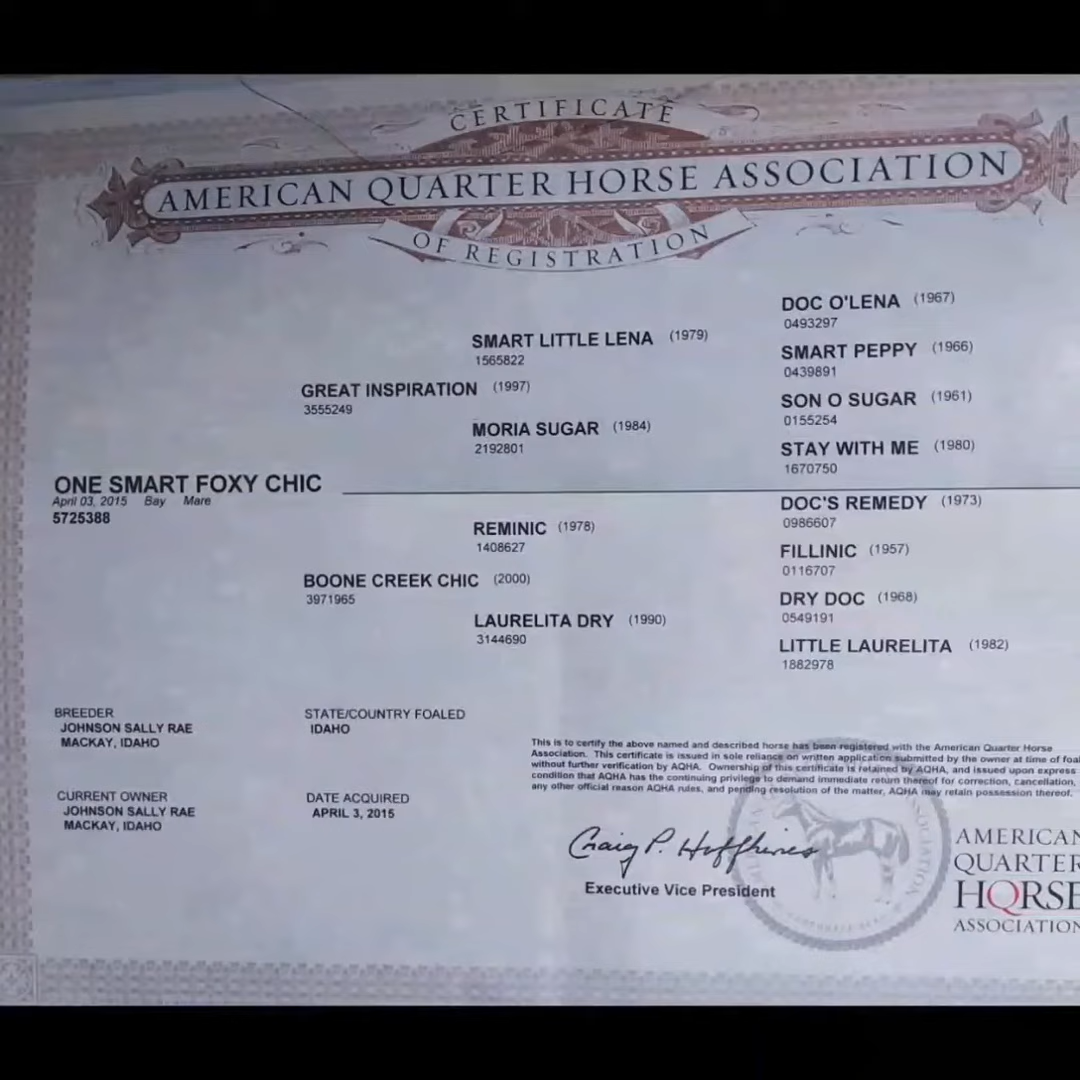 CERTIFICATE
AMERICAN QUARTER HORSE ASSOCIATION
OF REGISTRATION
DOC O'LENA (1967)
0493297
SMART LITTLE LENA (1979)
1565822
SMART PEPPY (1966)
0439891
GREAT INSPIRATION (1997)
3555249
SON O SUGAR (1961)
0155254
MORIA SUGAR (1984)
2192801
STAY WITH ME (1980)
1670750
ONE SMART FOXY CHIC
April 03, 2015 Bay Mare
5725388
DOC'S REMEDY (1973)
0986607
REMINIC (1978)
1408627
FILLINIC (1957)
0116707
BOONE CREEK CHIC (2000)
3971965
DRY DOC (1968)
0549191
LAURELITA DRY (1990)
3144690
LITTLE LAURELITA (1982)
1882978
BREEDER
JOHNSON SALLY RAE
MACKAY, IDAHO
STATE/COUNTRY FOALED
IDAHO
CURRENT OWNER
JOHNSON SALLY RAE
MACKAY, IDAHO
DATE ACQUIRED
APRIL 3, 2015
This is to certify the above named and described horse has been registered with the American Quarter Horse
Association. This certificate is issued in sole reliance on written application submitted by the owner at time of foal
without further verification by AQHA. Ownership of this certificate is retained by AQHA, and issued upon express
condition that AQHA has the continuing privilege to demand immediate return thereof for correction, cancellation,
any other official reason AQHA rules, and pending resolution of the matter, AQHA may retain possession thereof.
Craig P. Huffhines
Executive Vice President
AMERICAN
QUARTER
HORSE
ASSOCIATION